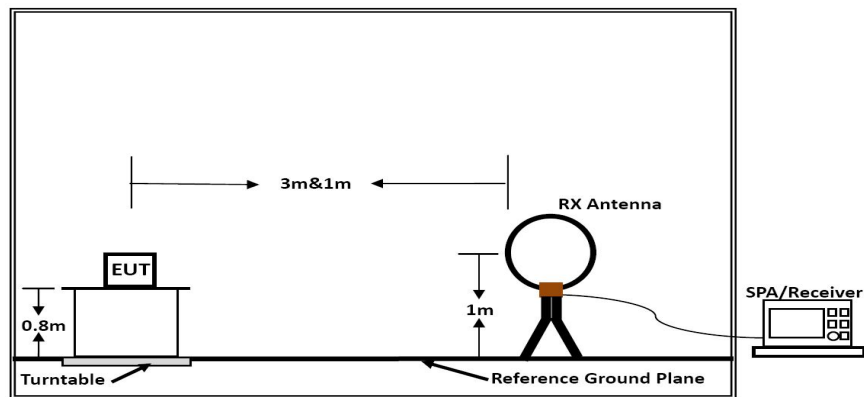 3m&1m
RX Antenna
EUT
SPA/Receiver
0.8m
1m
Turntable
Reference Ground Plane